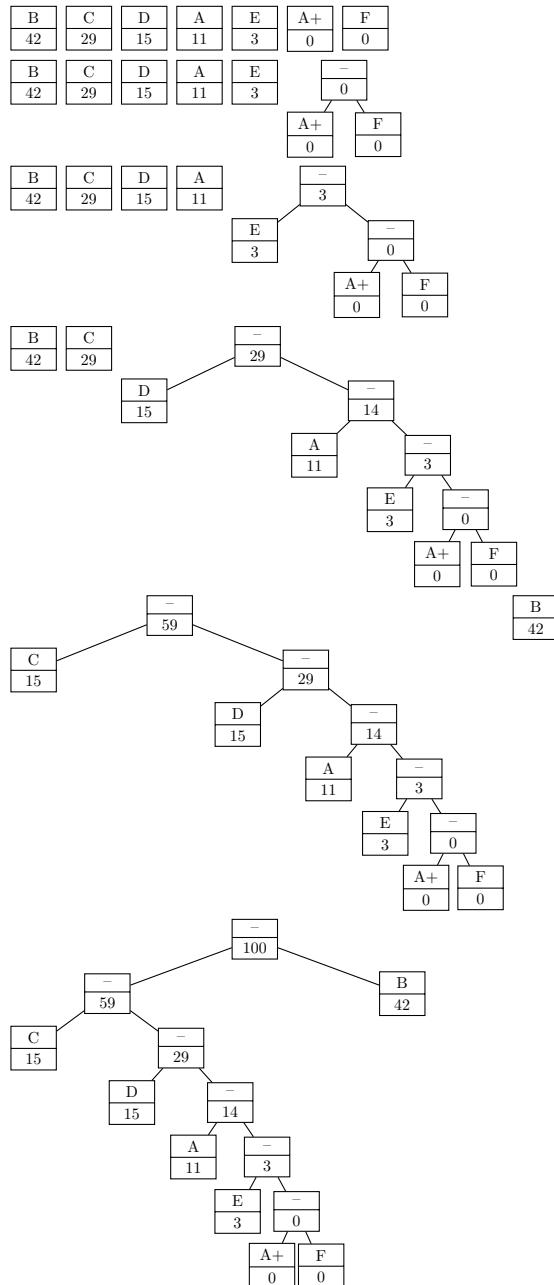 B C D A E A+ F
42 29 15 11 3 0 0
B C D A E –
42 29 15 11 3 0
A+ F
0 0
B C D A –
42 29 15 11 3
E –
3 0
A+ F
0 0
B C –
42 29 29
D –
15 14
A –
11 3
E –
3 0
A+ F
0 0
– B
59 42
C –
15 29
D –
15 14
A –
11 3
E –
3 0
A+ F
0 0
–
100
– B
59 42
C –
15 29
D –
15 14
A –
11 3
E –
3 0
A+ F
0 0